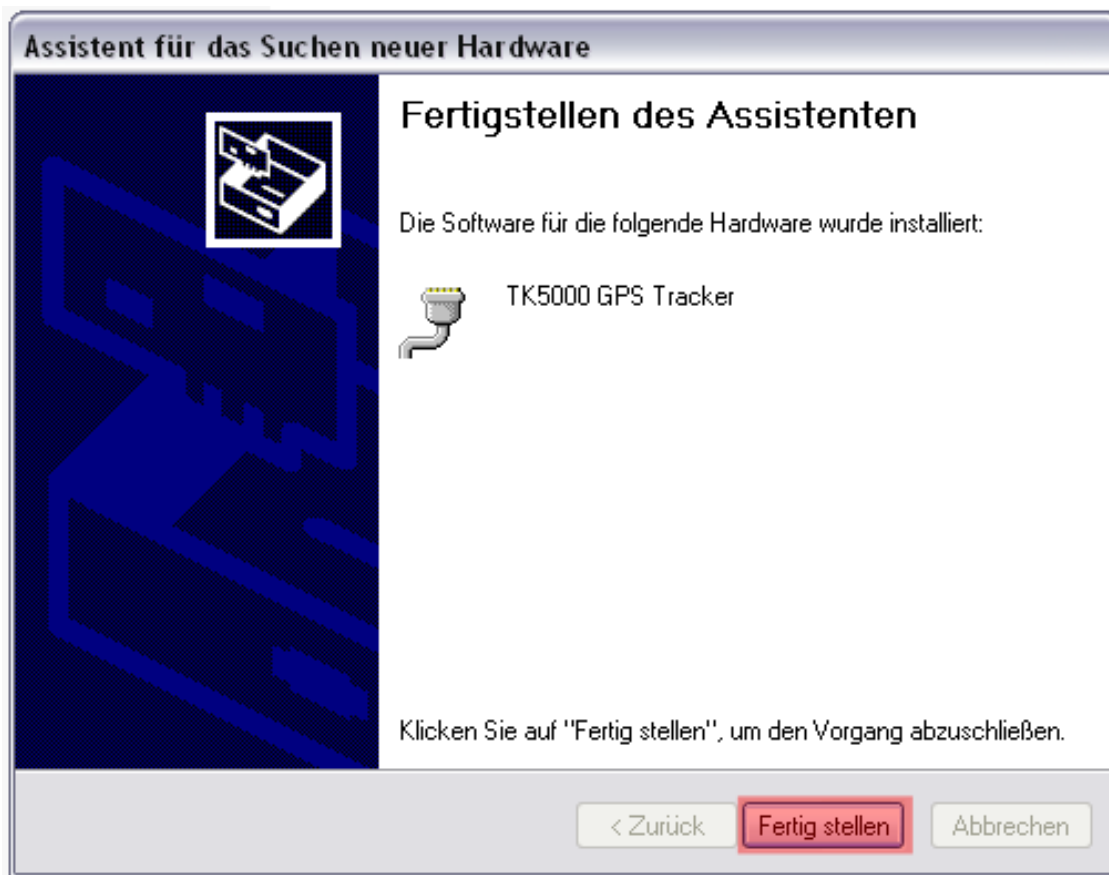 Assistent für das Suchen neuer Hardware
Fertigstellen des Assistenten
Die Software für die folgende Hardware wurde installiert:
TK5000 GPS Tracker
Klicken Sie auf "Fertig stellen", um den Vorgang abzuschließen.
< Zurück
Fertig stellen
Abbrechen